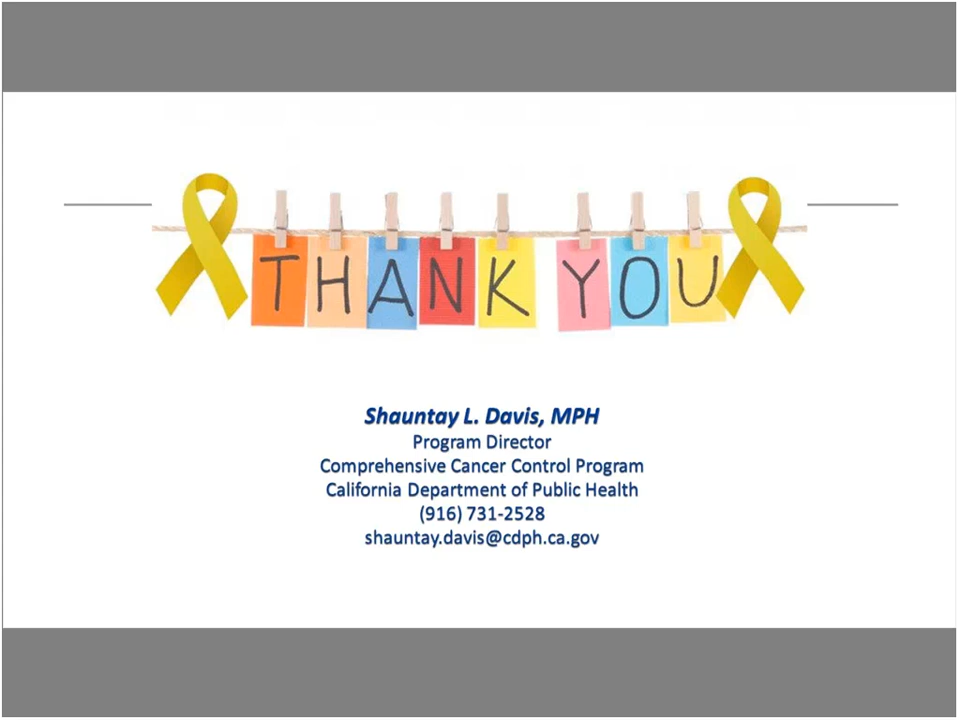 THANK YOU
Shauntay L. Davis, MPH
Program Director
Comprehensive Cancer Control Program
California Department of Public Health
(916) 731-2528
shauntay.davis@cdph.ca.gov